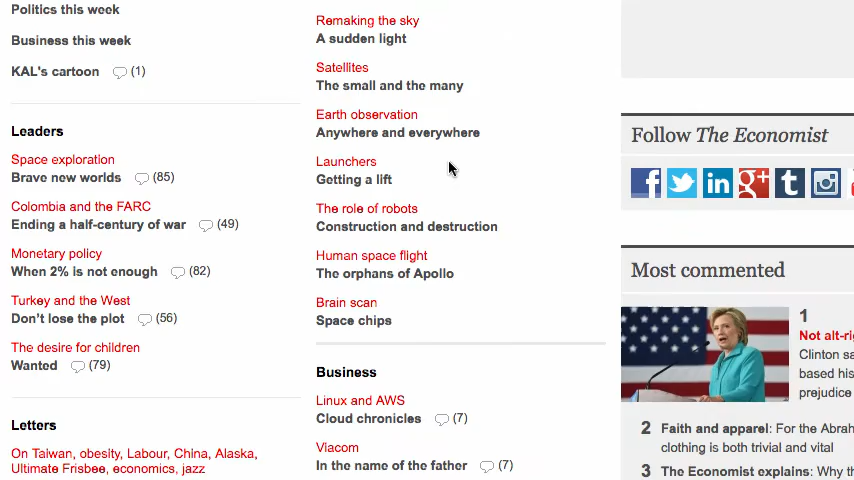 Politics this week
Business this week
KAL's cartoon (1)
Leaders
Space exploration
Brave new worlds (85)
Colombia and the FARC
Ending a half-century of war (49)
Monetary policy
When 2% is not enough (82)
Turkey and the West
Don't lose the plot (56)
The desire for children
Wanted (79)
Letters
On Taiwan, obesity, Labour, China, Alaska,
Ultimate Frisbee, economics, jazz
Remaking the sky
A sudden light
Satellites
The small and the many
Earth observation
Anywhere and everywhere
Launchers
Getting a lift
The role of robots
Construction and destruction
Human space flight
The orphans of Apollo
Brain scan
Space chips
Business
Linux and AWS
Cloud chronicles (7)
Viacom
In the name of the father (7)
Follow The Economist
f in g+ t
Most commented
1
Not alt-ri
Clinton sa
based his
prejudice
2 Faith and apparel: For the Abrah
clothing is both trivial and vital
3 The Economist explains: Why th